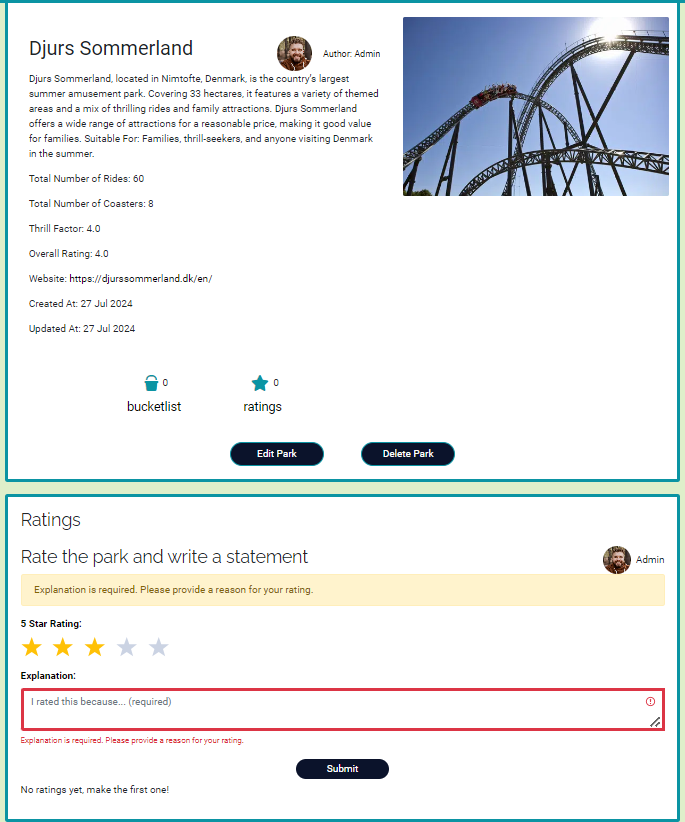 Djurs Sommerland
Author: Admin
Djurs Sommerland, located in Nimtofte, Denmark, is the country's largest
summer amusement park. Covering 33 hectares, it features a variety of themed
areas and a mix of thrilling rides and family attractions. Djurs Sommerland
offers a wide range of attractions for a reasonable price, making it good value
for families. Suitable For: Families, thrill-seekers, and anyone visiting Denmark
in the summer.
Total Number of Rides: 60
Total Number of Coasters: 8
Thrill Factor: 4.0
Overall Rating: 4.0
Website: https://djurssommerland.dk/en/
Created At: 27 Jul 2024
Updated At: 27 Jul 2024
0
bucketlist
0
ratings
Edit Park
Delete Park
Ratings
Rate the park and write a statement
Admin
Explanation is required. Please provide a reason for your rating.
5 Star Rating:
Explanation:
I rated this because... (required)
Explanation is required. Please provide a reason for your rating.
Submit
No ratings yet, make the first one!